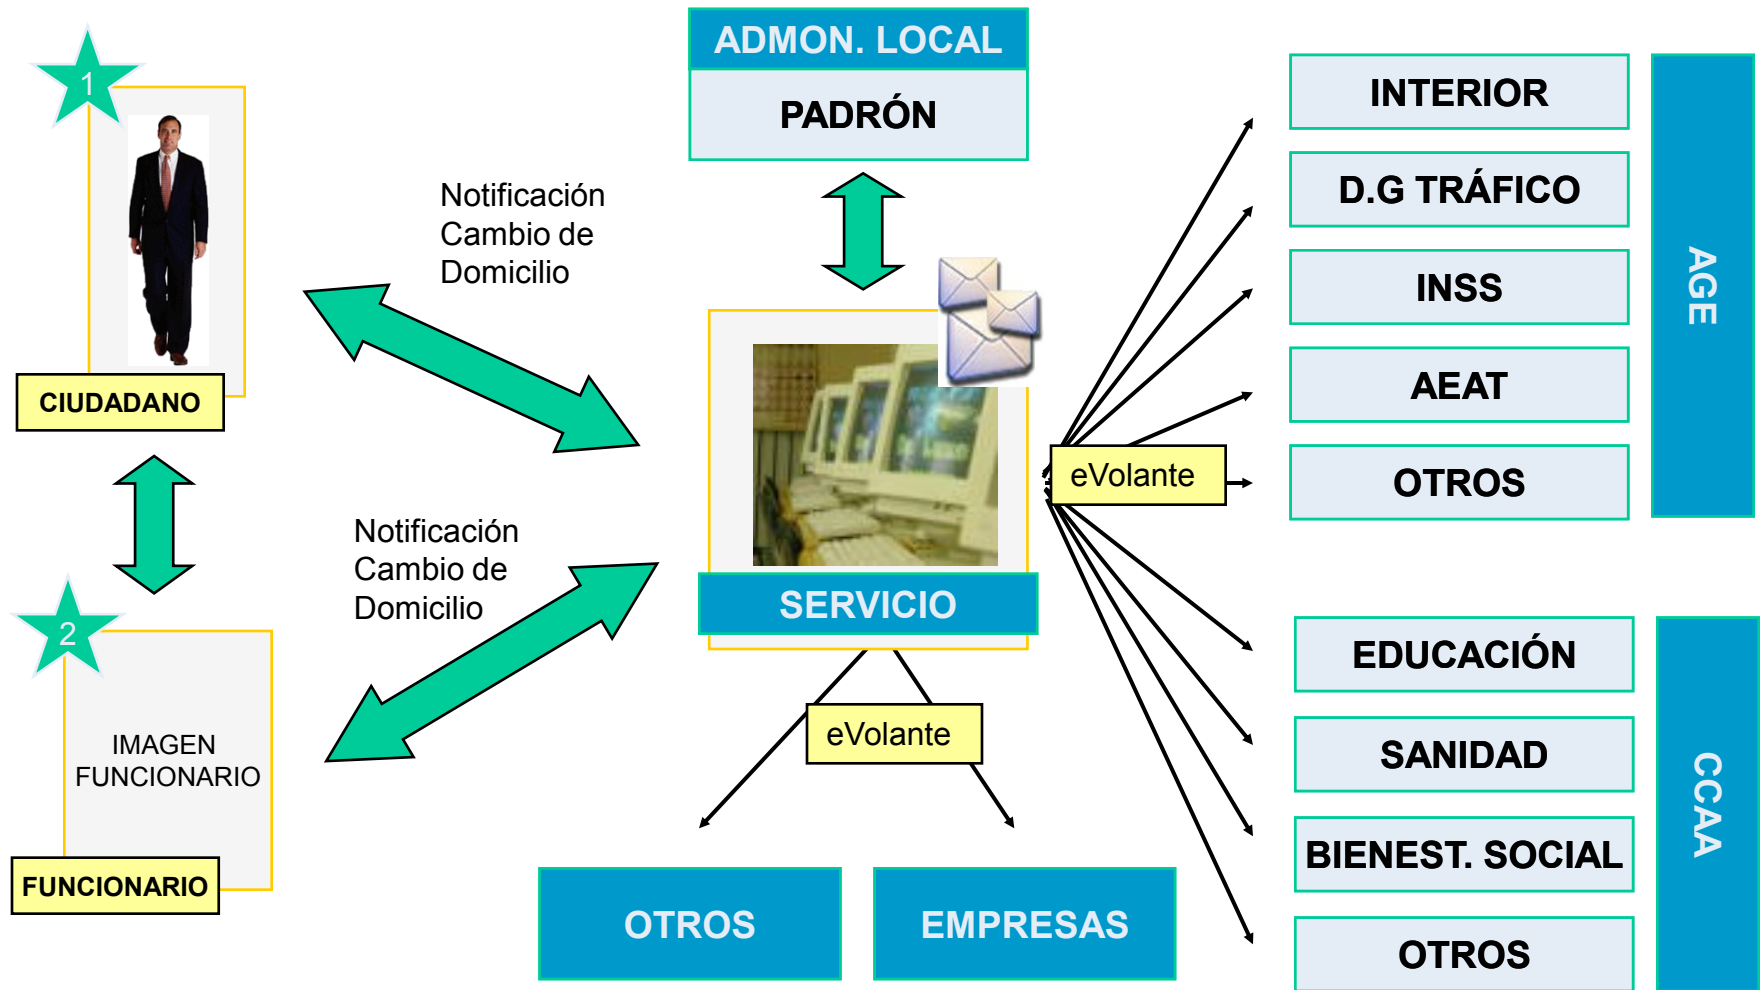 1
CIUDADANO
Notificación
Cambio de
Domicilio
2
IMAGEN
FUNCIONARIO
FUNCIONARIO
Notificación
Cambio de
Domicilio
ADMON. LOCAL
PADRÓN
SERVICIO
eVolante
OTROS
EMPRESAS
eVolante
INTERIOR
D.G TRÁFICO
INSS
AEAT
OTROS
AGE
EDUCACIÓN
SANIDAD
BIENEST. SOCIAL
OTROS
CCAA